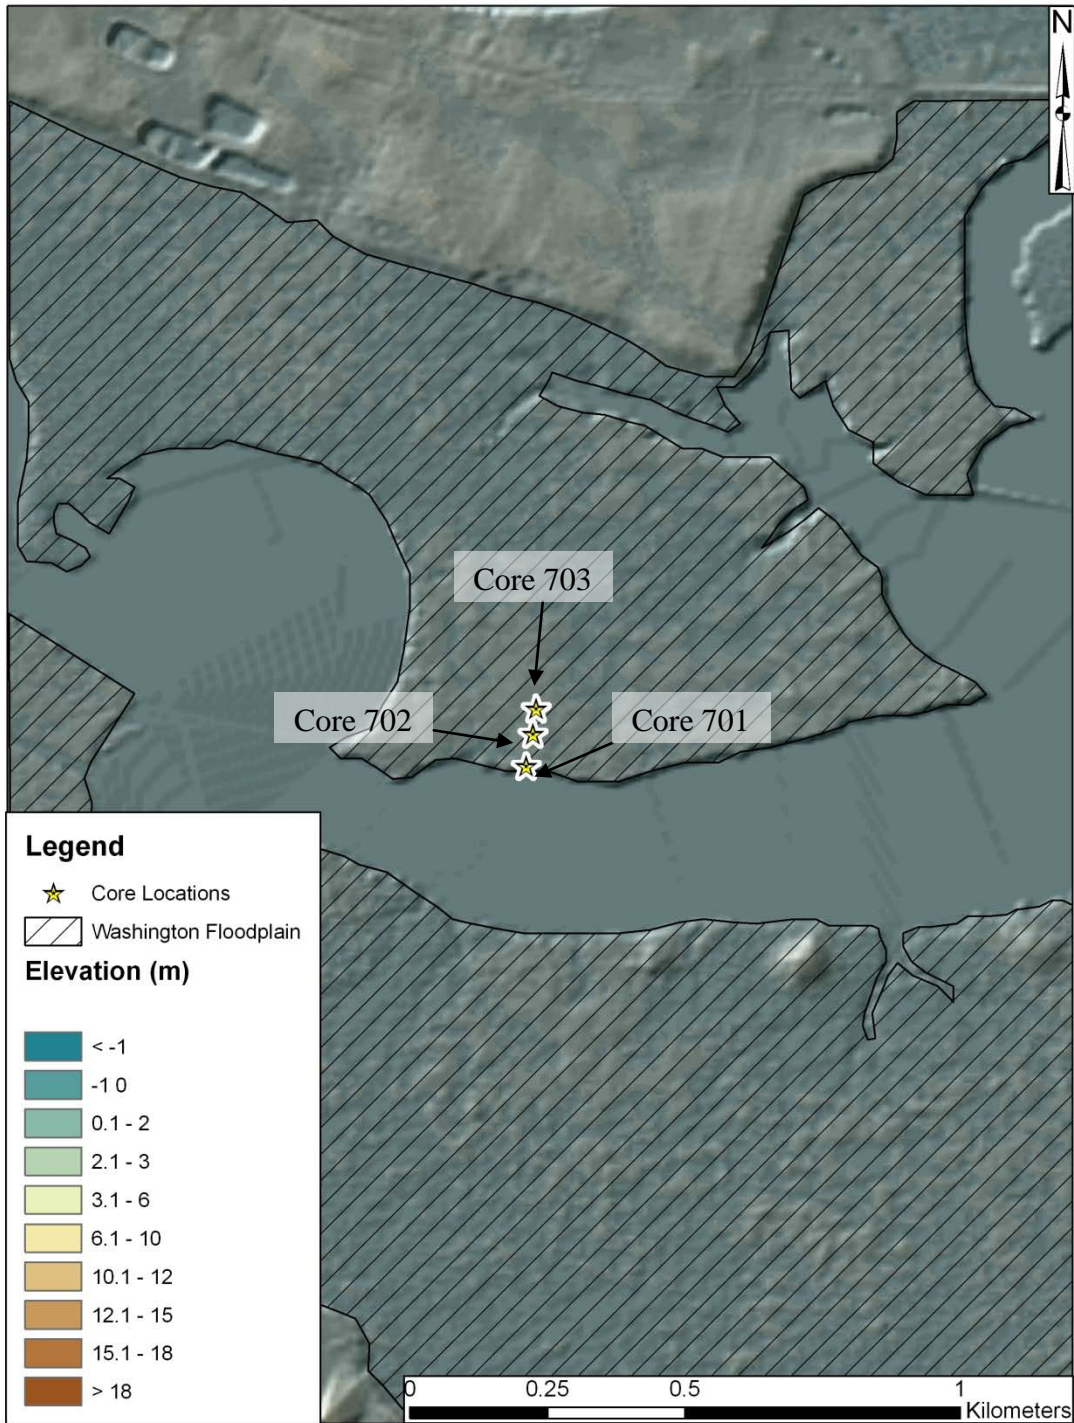 N
Core 703
Core 702
Core 701
Legend
Core Locations
Washington Floodplain
Elevation (m)
< -1
-1 0
0.1 - 2
2.1 - 3
3.1 - 6
6.1 - 10
10.1 - 12
12.1 - 15
15.1 - 18
> 18
0 0.25 0.5 1
Kilometers